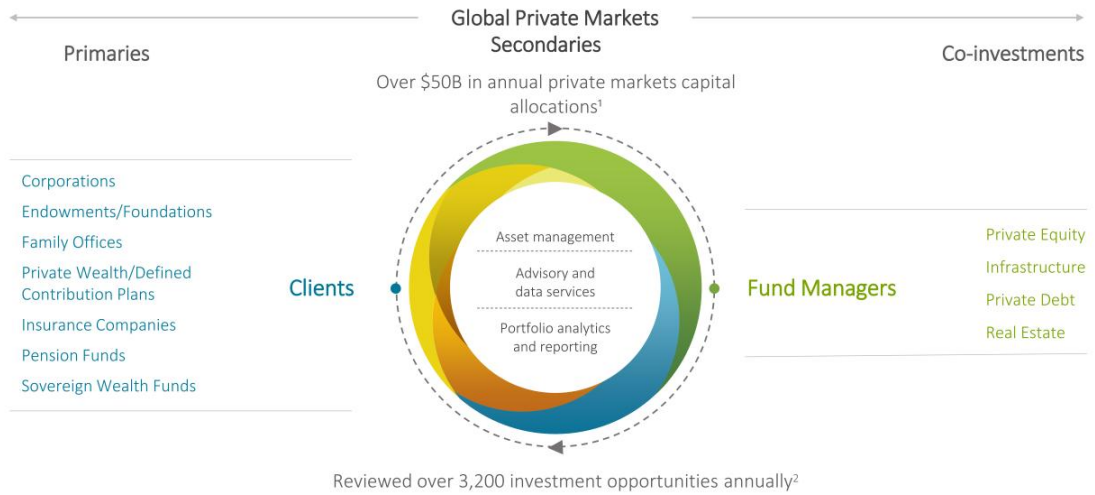 Global Private Markets
Secondaries
Primaries
Co-investments
Over $50B in annual private markets capital
allocations¹
Corporations
Endowments/Foundations
Family Offices
Private Wealth/Defined
Contribution Plans
Insurance Companies
Pension Funds
Sovereign Wealth Funds
Clients
Asset management
Advisory and
data services
Portfolio analytics
and reporting
Fund Managers
Private Equity
Infrastructure
Private Debt
Real Estate
Reviewed over 3,200 investment opportunities annually²